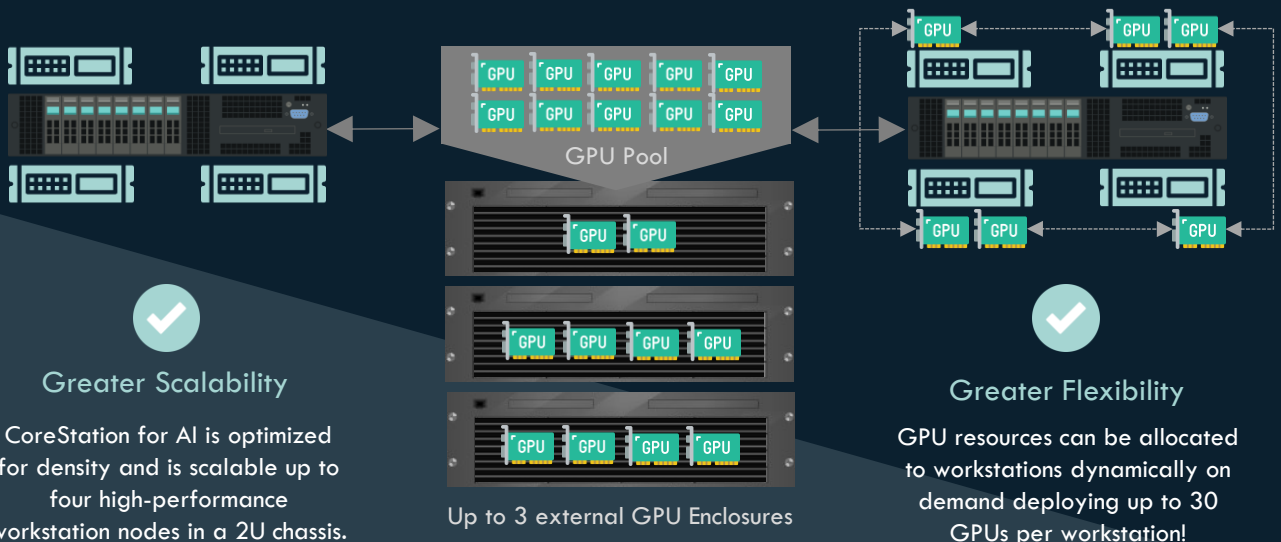 GPU GPU GPU GPU GPU
GPU GPU GPU GPU GPU
GPU Pool
GPU GPU
GPU GPU GPU GPU
GPU GPU GPU GPU
Up to 3 external GPU Enclosures
GPU GPU GPU
GPU GPU GPU
Greater Scalability
CoreStation for AI is optimized
for density and is scalable up to
four high-performance
workstation nodes in a 2U chassis.
Greater Flexibility
GPU resources can be allocated
to workstations dynamically on
demand deploying up to 30
GPUs per workstation!